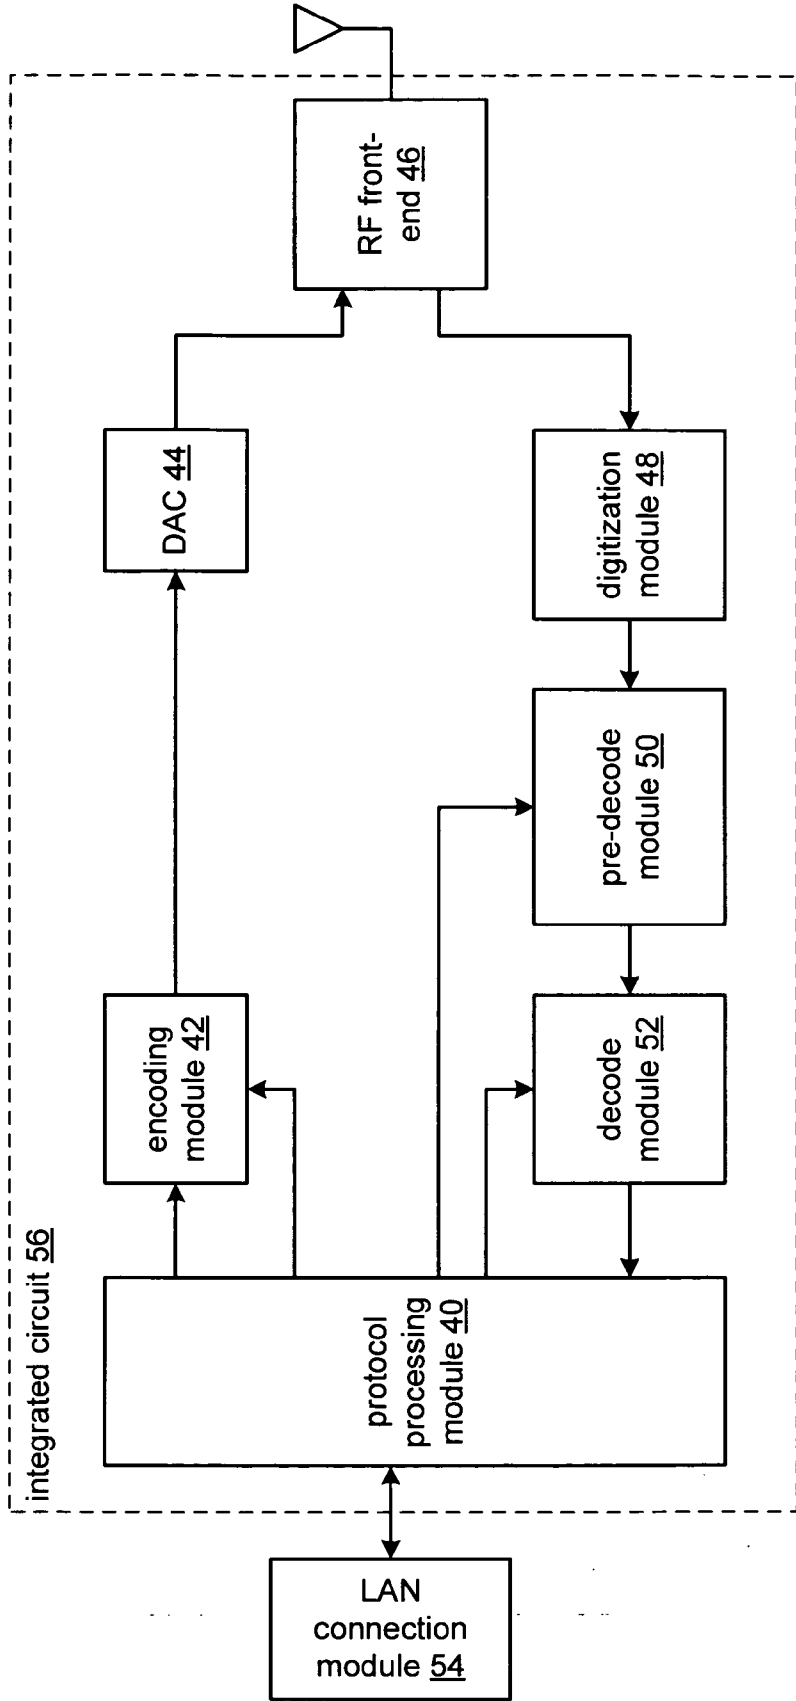 integrated circuit 56
LAN
connection
module 54
protocol
processing
module 40
encoding
module 42
DAC 44
RF front-
end 46
decode
module 52
pre-decode
module 50
digitization
module 48